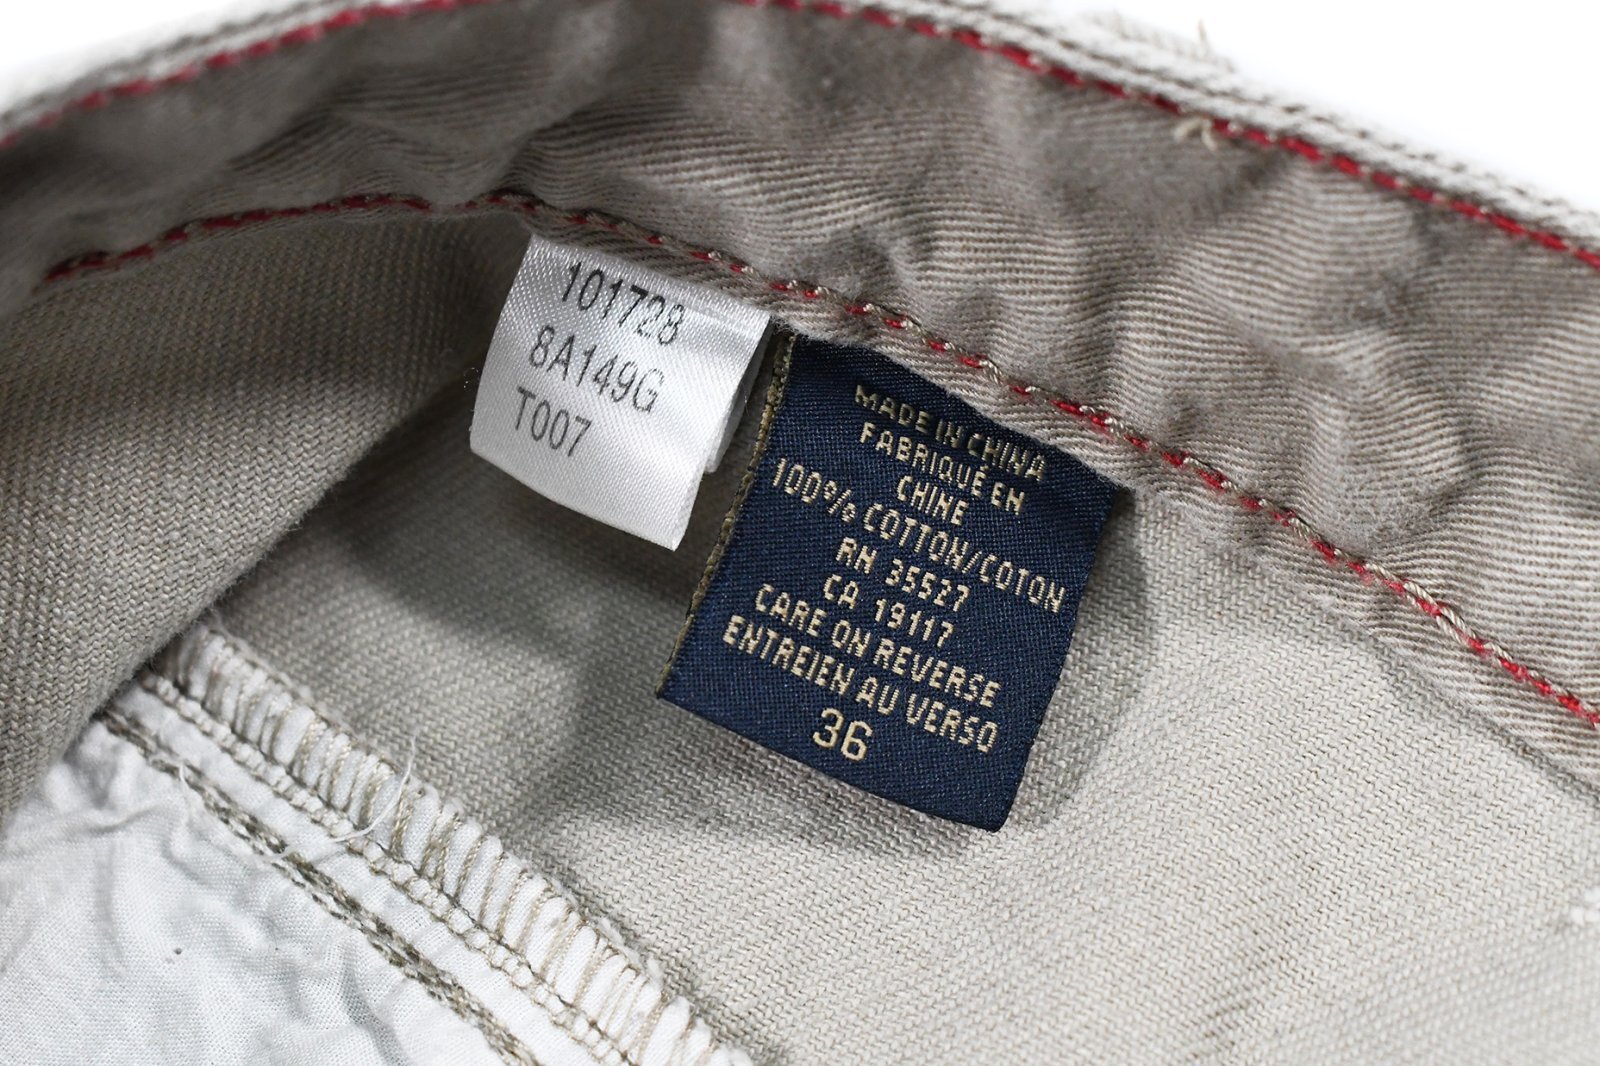 101728
8A149G
T007
MADE IN CHINA
FABRIQUÉ EN
CHINE
100% COTTON/COTON
RN 35527
CA 19117
CARE ON REVERSE
ENTREIEN AU VERSO
36